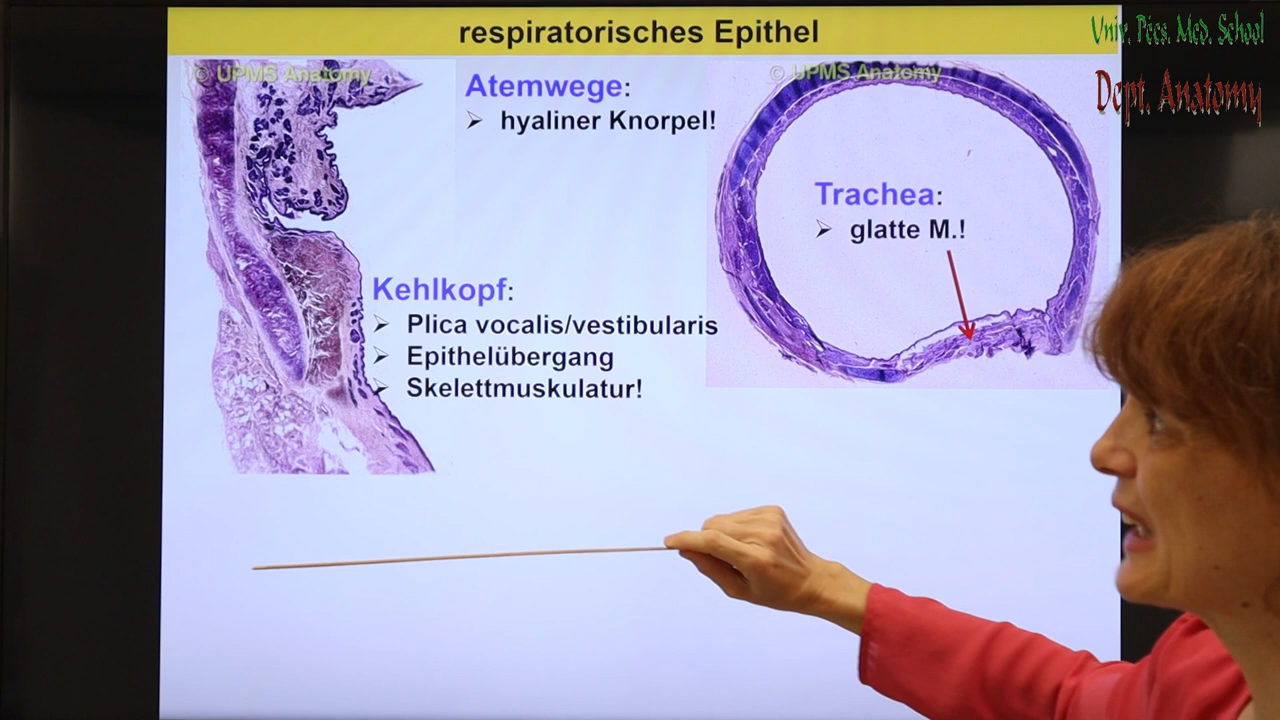 respiratorisches Epithel
Univ. Pécs. Med. School
Dept. Anatomy
© UPMS Anatomy
Atemwege:
➢ hyaliner Knorpel!
© UPMS Anatomy
Trachea:
➢ glatte M.!
Kehlkopf:
➢ Plica vocalis/vestibularis
➢ Epithelübergang
➢ Skelettmuskulatur!